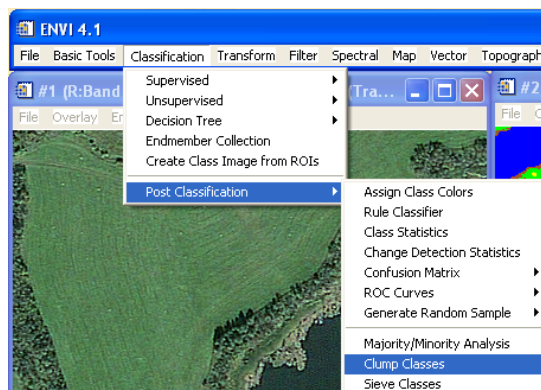 ENVI 4.1
File Basic Tools Classification Transform Filter Spectral Map Vector Topograph
#1 (R:Band (Tra... #2
File Overlay En File
Supervised
Unsupervised
Decision Tree
Endmember Collection
Create Class Image from ROIs
Post Classification
Assign Class Colors
Rule Classifier
Class Statistics
Change Detection Statistics
Confusion Matrix
ROC Curves
Generate Random Sample
Majority/Minority Analysis
Clump Classes
Sieve Classes